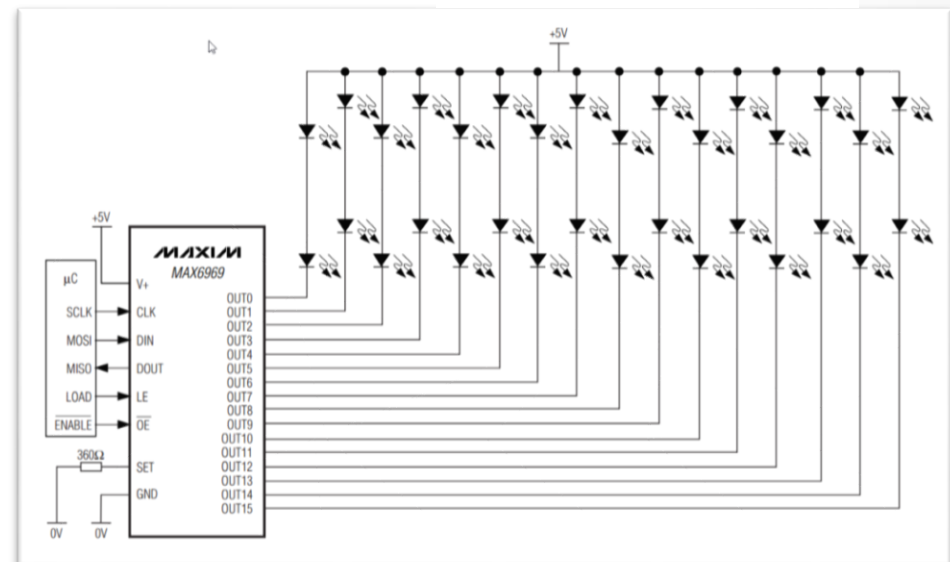 +5V
+5V
MAXIM
MAX6969
µC
SCLK
MOSI
MISO
LOAD
ENABLE
V+
CLK
DIN
DOUT
LE
OE
SET
GND
360Ω
0V
0V
OUT0
OUT1
OUT2
OUT3
OUT4
OUT5
OUT6
OUT7
OUT8
OUT9
OUT10
OUT11
OUT12
OUT13
OUT14
OUT15